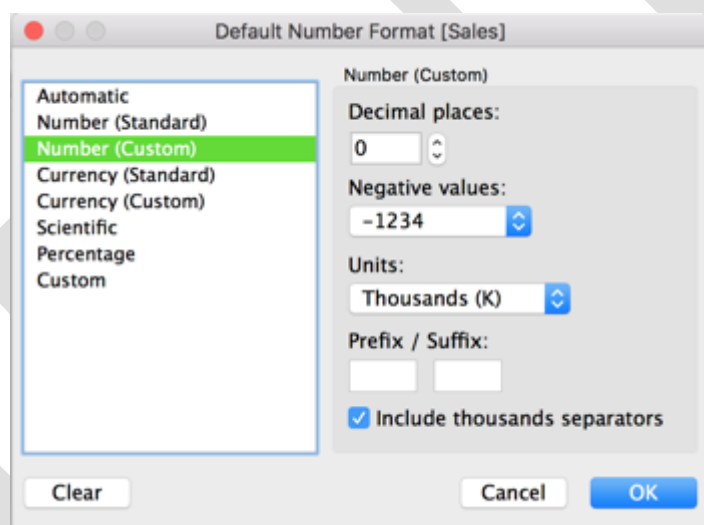 Default Number Format [Sales]
Automatic
Number (Standard)
Number (Custom)
Currency (Standard)
Currency (Custom)
Scientific
Percentage
Custom
Number (Custom)
Decimal places:
0
Negative values:
-1234
Units:
Thousands (K)
Prefix / Suffix:
Include thousands separators
Clear
Cancel
OK